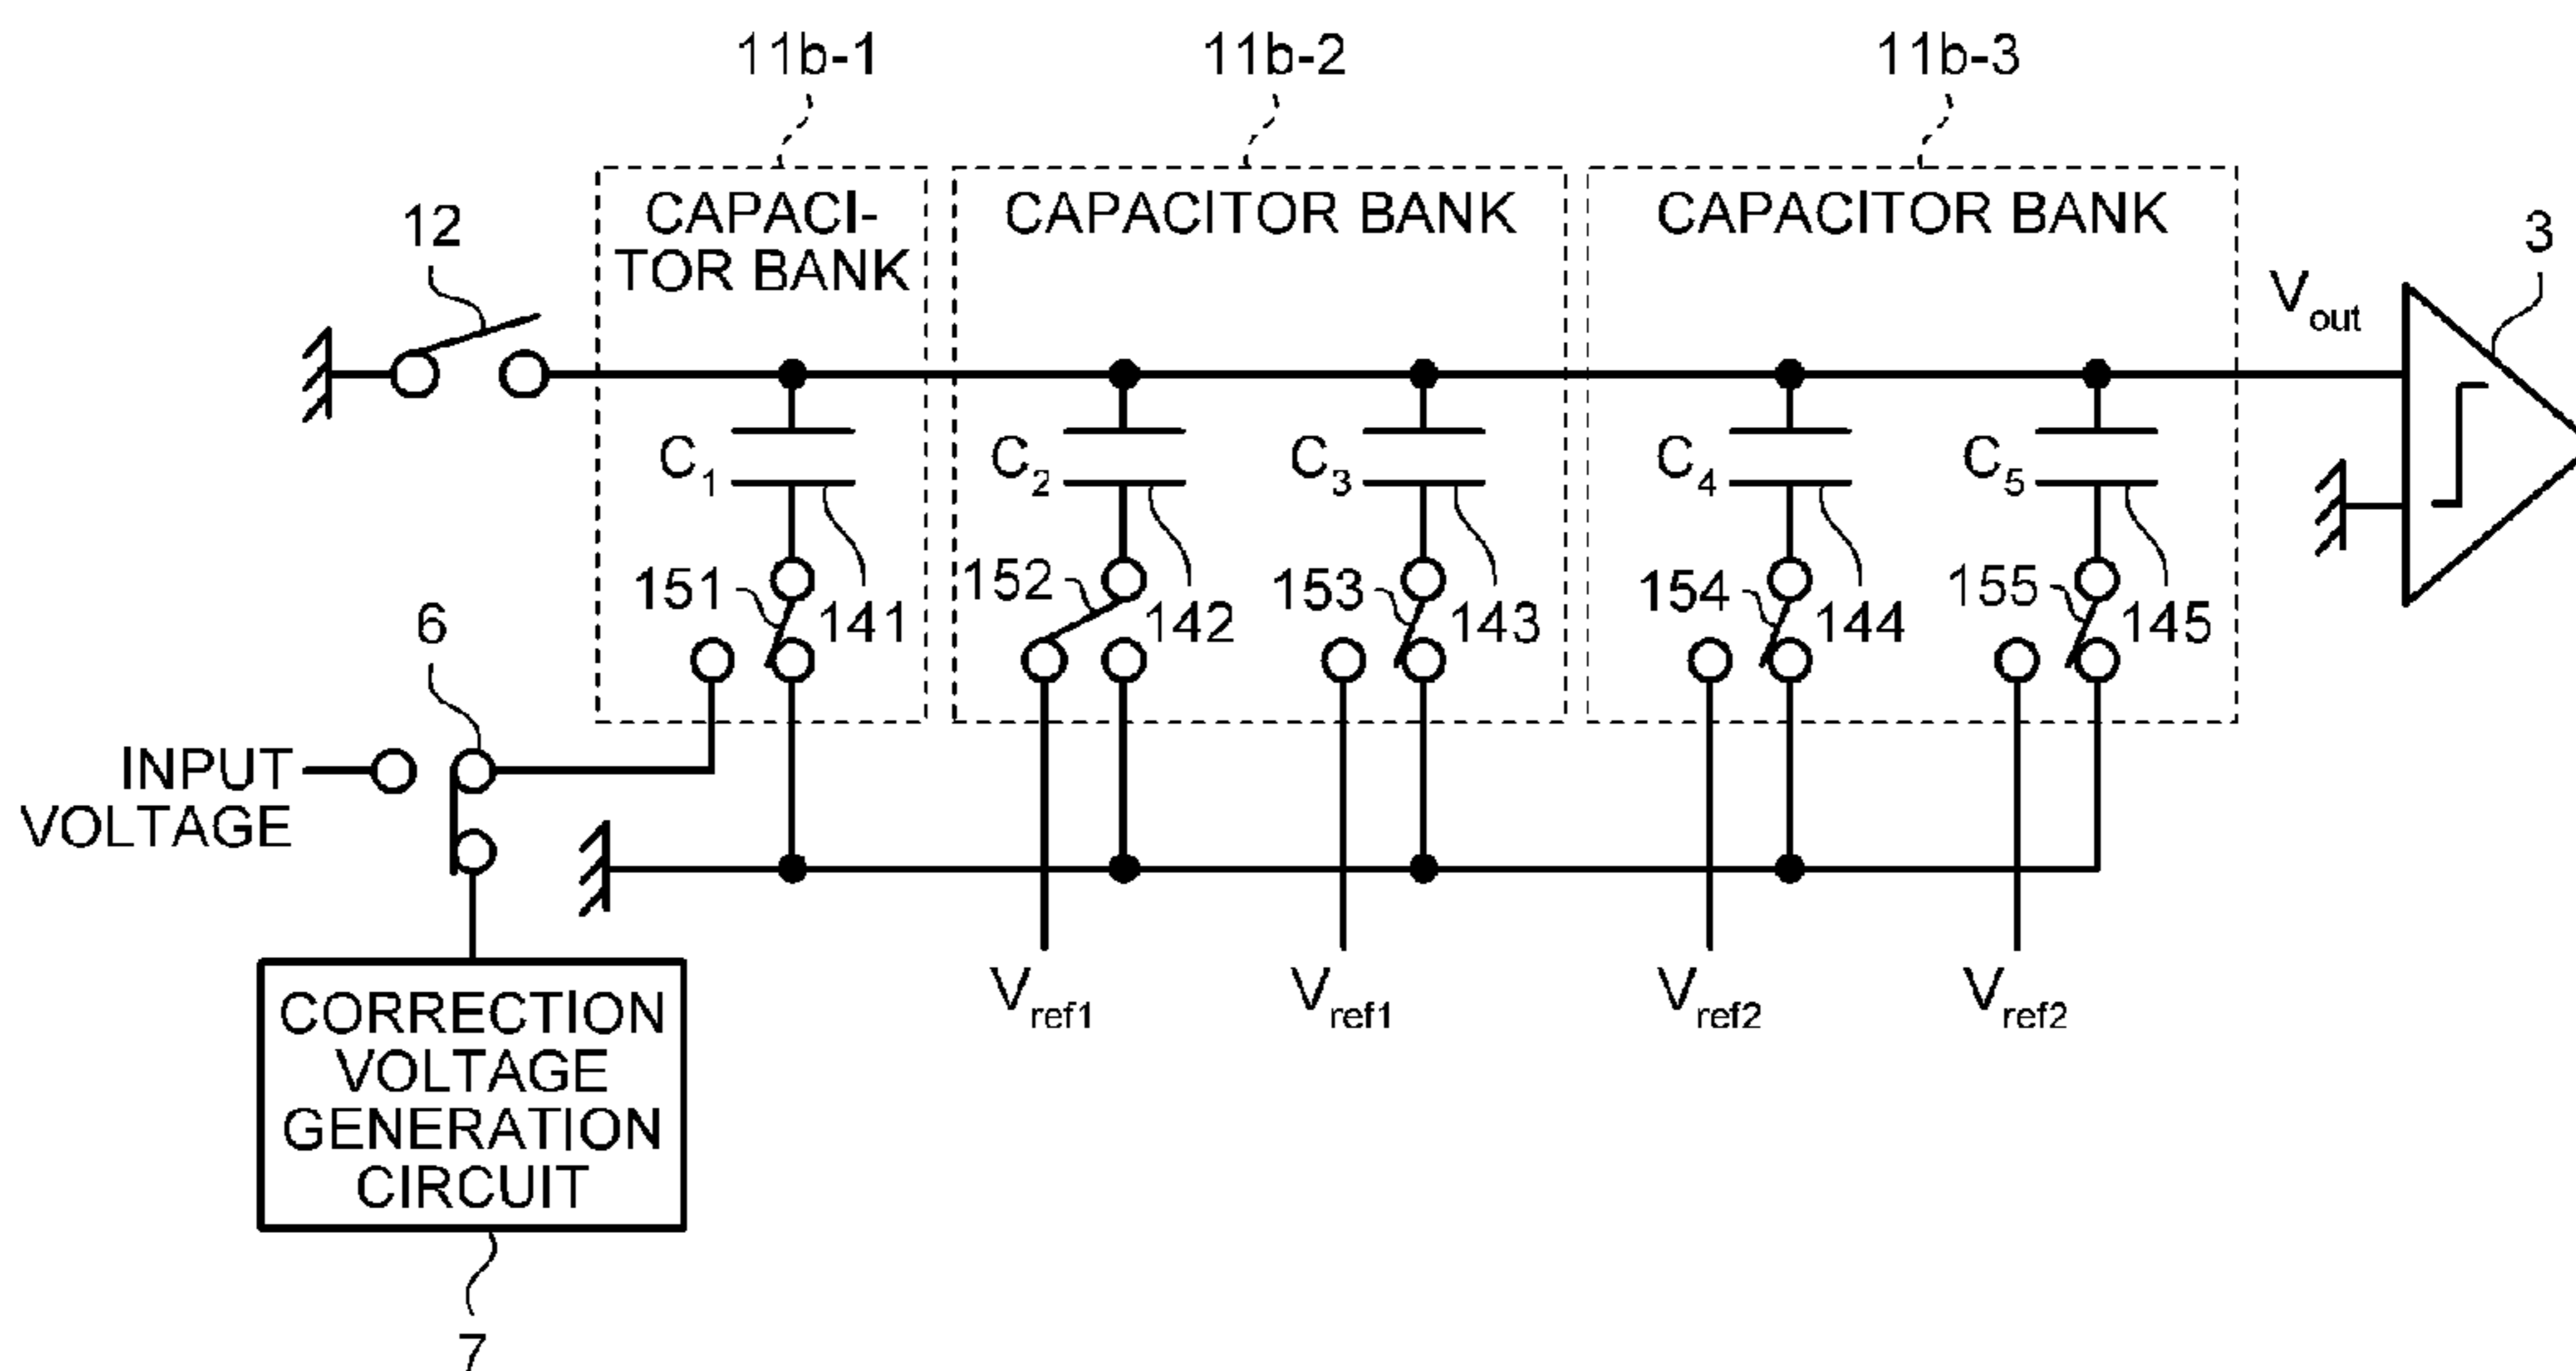 11b-1
11b-2
11b-3
CAPACI-
TOR BANK
CAPACITOR BANK
CAPACITOR BANK
12
3
Vout
C1
C2
C3
C4
C5
151
141
152
142
153
143
154
144
155
145
6
INPUT
VOLTAGE
Vref1
Vref1
Vref2
Vref2
CORRECTION
VOLTAGE
GENERATION
CIRCUIT
7